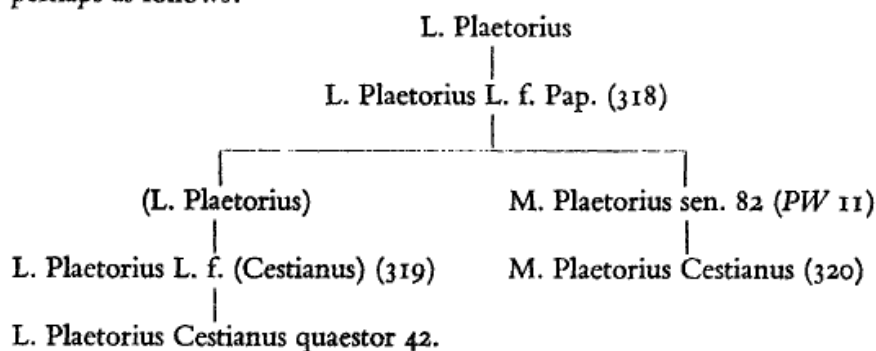 perhaps as follows:
L. Plaetorius
L. Plaetorius L. f. Pap. (318)
(L. Plaetorius) M. Plaetorius sen. 82 (PW 11)
L. Plaetorius L. f. (Cestianus) (319) M. Plaetorius Cestianus (320)
L. Plaetorius Cestianus quaestor 42.